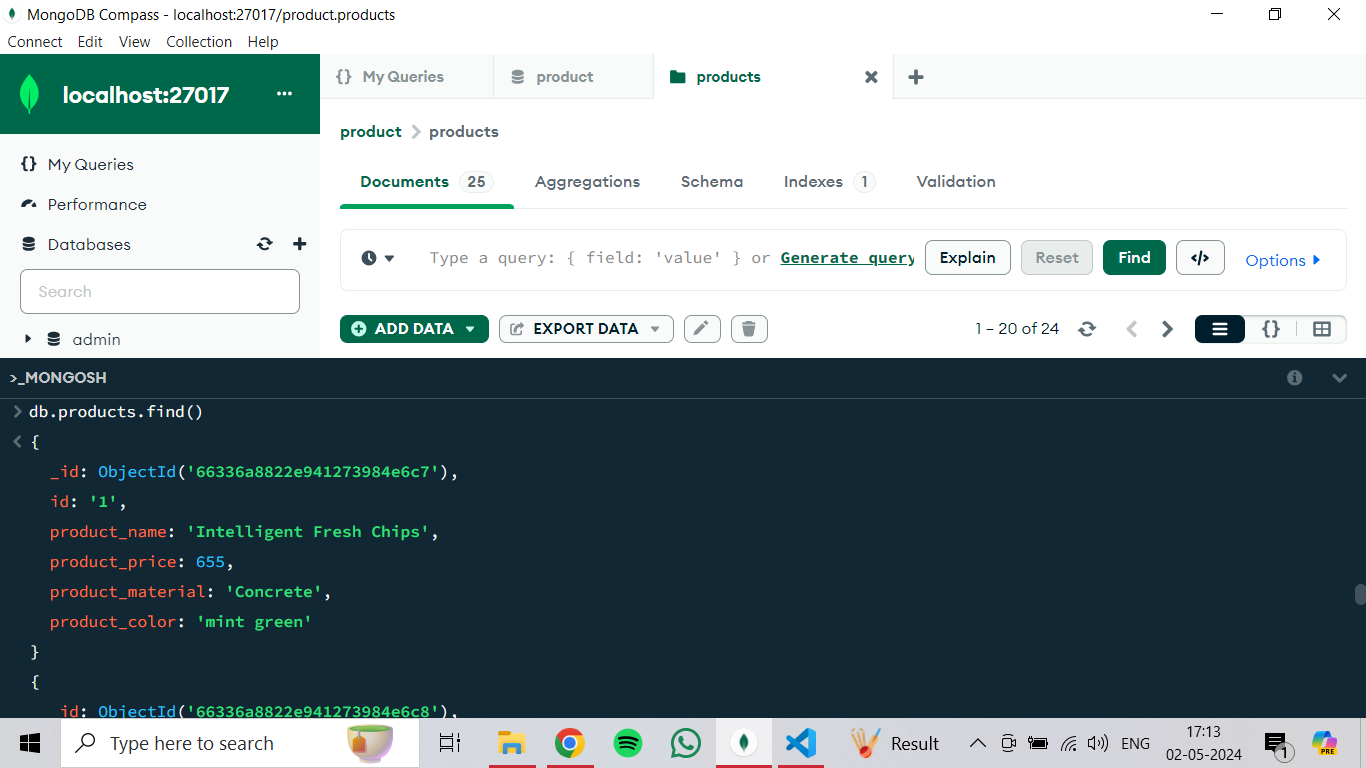 MongoDB Compass - localhost:27017/product.products
Connect Edit View Collection Help
localhost:27017 ...
{} My Queries
product
products
product > products
My Queries
Performance
Databases
Search
admin
Documents 25 Aggregations Schema Indexes 1 Validation
Type a query: { field: 'value' } or Generate query
Explain Reset Find </> Options
ADD DATA EXPORT DATA 1 – 20 of 24 {}
>_MONGOSH
> db.products.find()
< {
_id: ObjectId('66336a8822e941273984e6c7'),
id: '1',
product_name: 'Intelligent Fresh Chips',
product_price: 655,
product_material: 'Concrete',
product_color: 'mint green'
}
{
_id: ObjectId('66336a8822e941273984e6c8'),
Type here to search
Result
ENG
17:13
02-05-2024
1
PRE